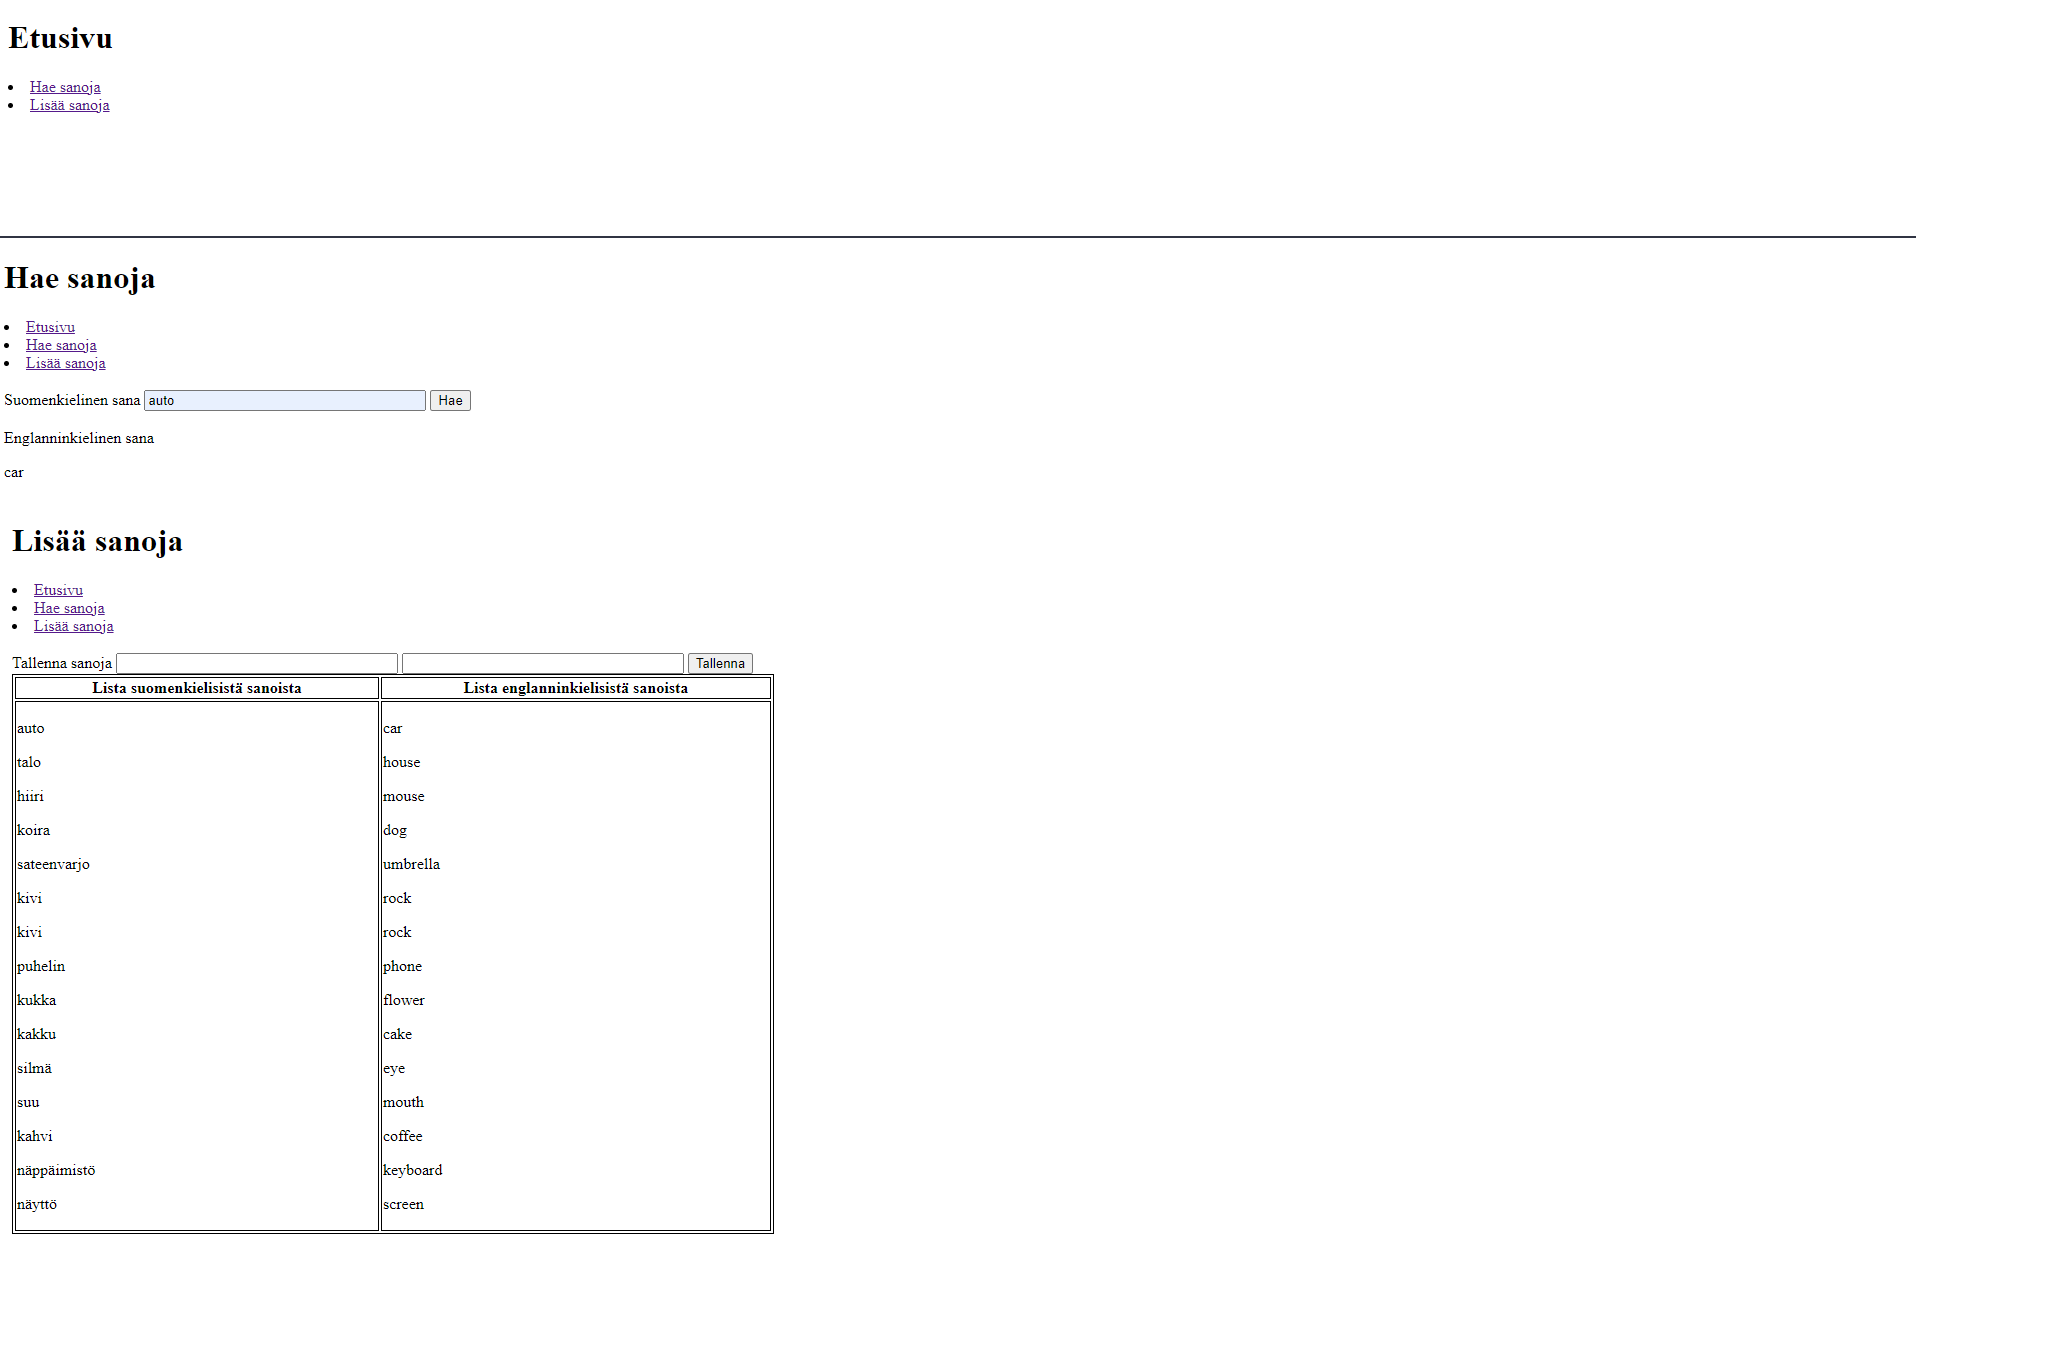 Etusivu
Hae sanoja
Lisää sanoja
Hae sanoja
Etusivu
Hae sanoja
Lisää sanoja
Suomenkielinen sana auto Hae
Englanninkielinen sana
car
Lisää sanoja
Etusivu
Hae sanoja
Lisää sanoja
Tallenna sanoja Tallenna
Lista suomenkielisistä sanoista Lista englanninkielisistä sanoista
auto car
talo house
hiiri mouse
koira dog
sateenvarjo umbrella
kivi rock
kivi rock
puhelin phone
kukka flower
kakku cake
silmä eye
suu mouth
kahvi coffee
näppäimistö keyboard
näyttö screen